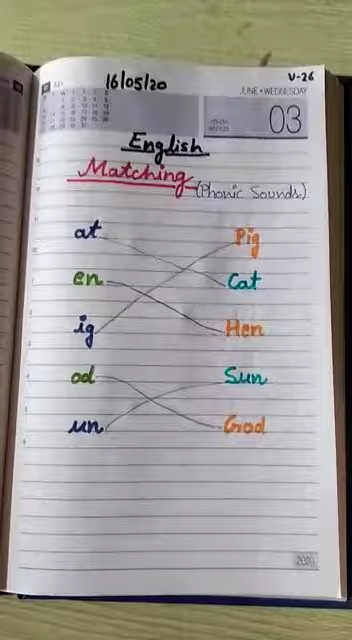 16/05/20
V-26
JUNE • WEDNESDAY
03
English
Matching (Phonic Sounds)
at Pig
en Cat
ig Hen
od Sun
un God
2020